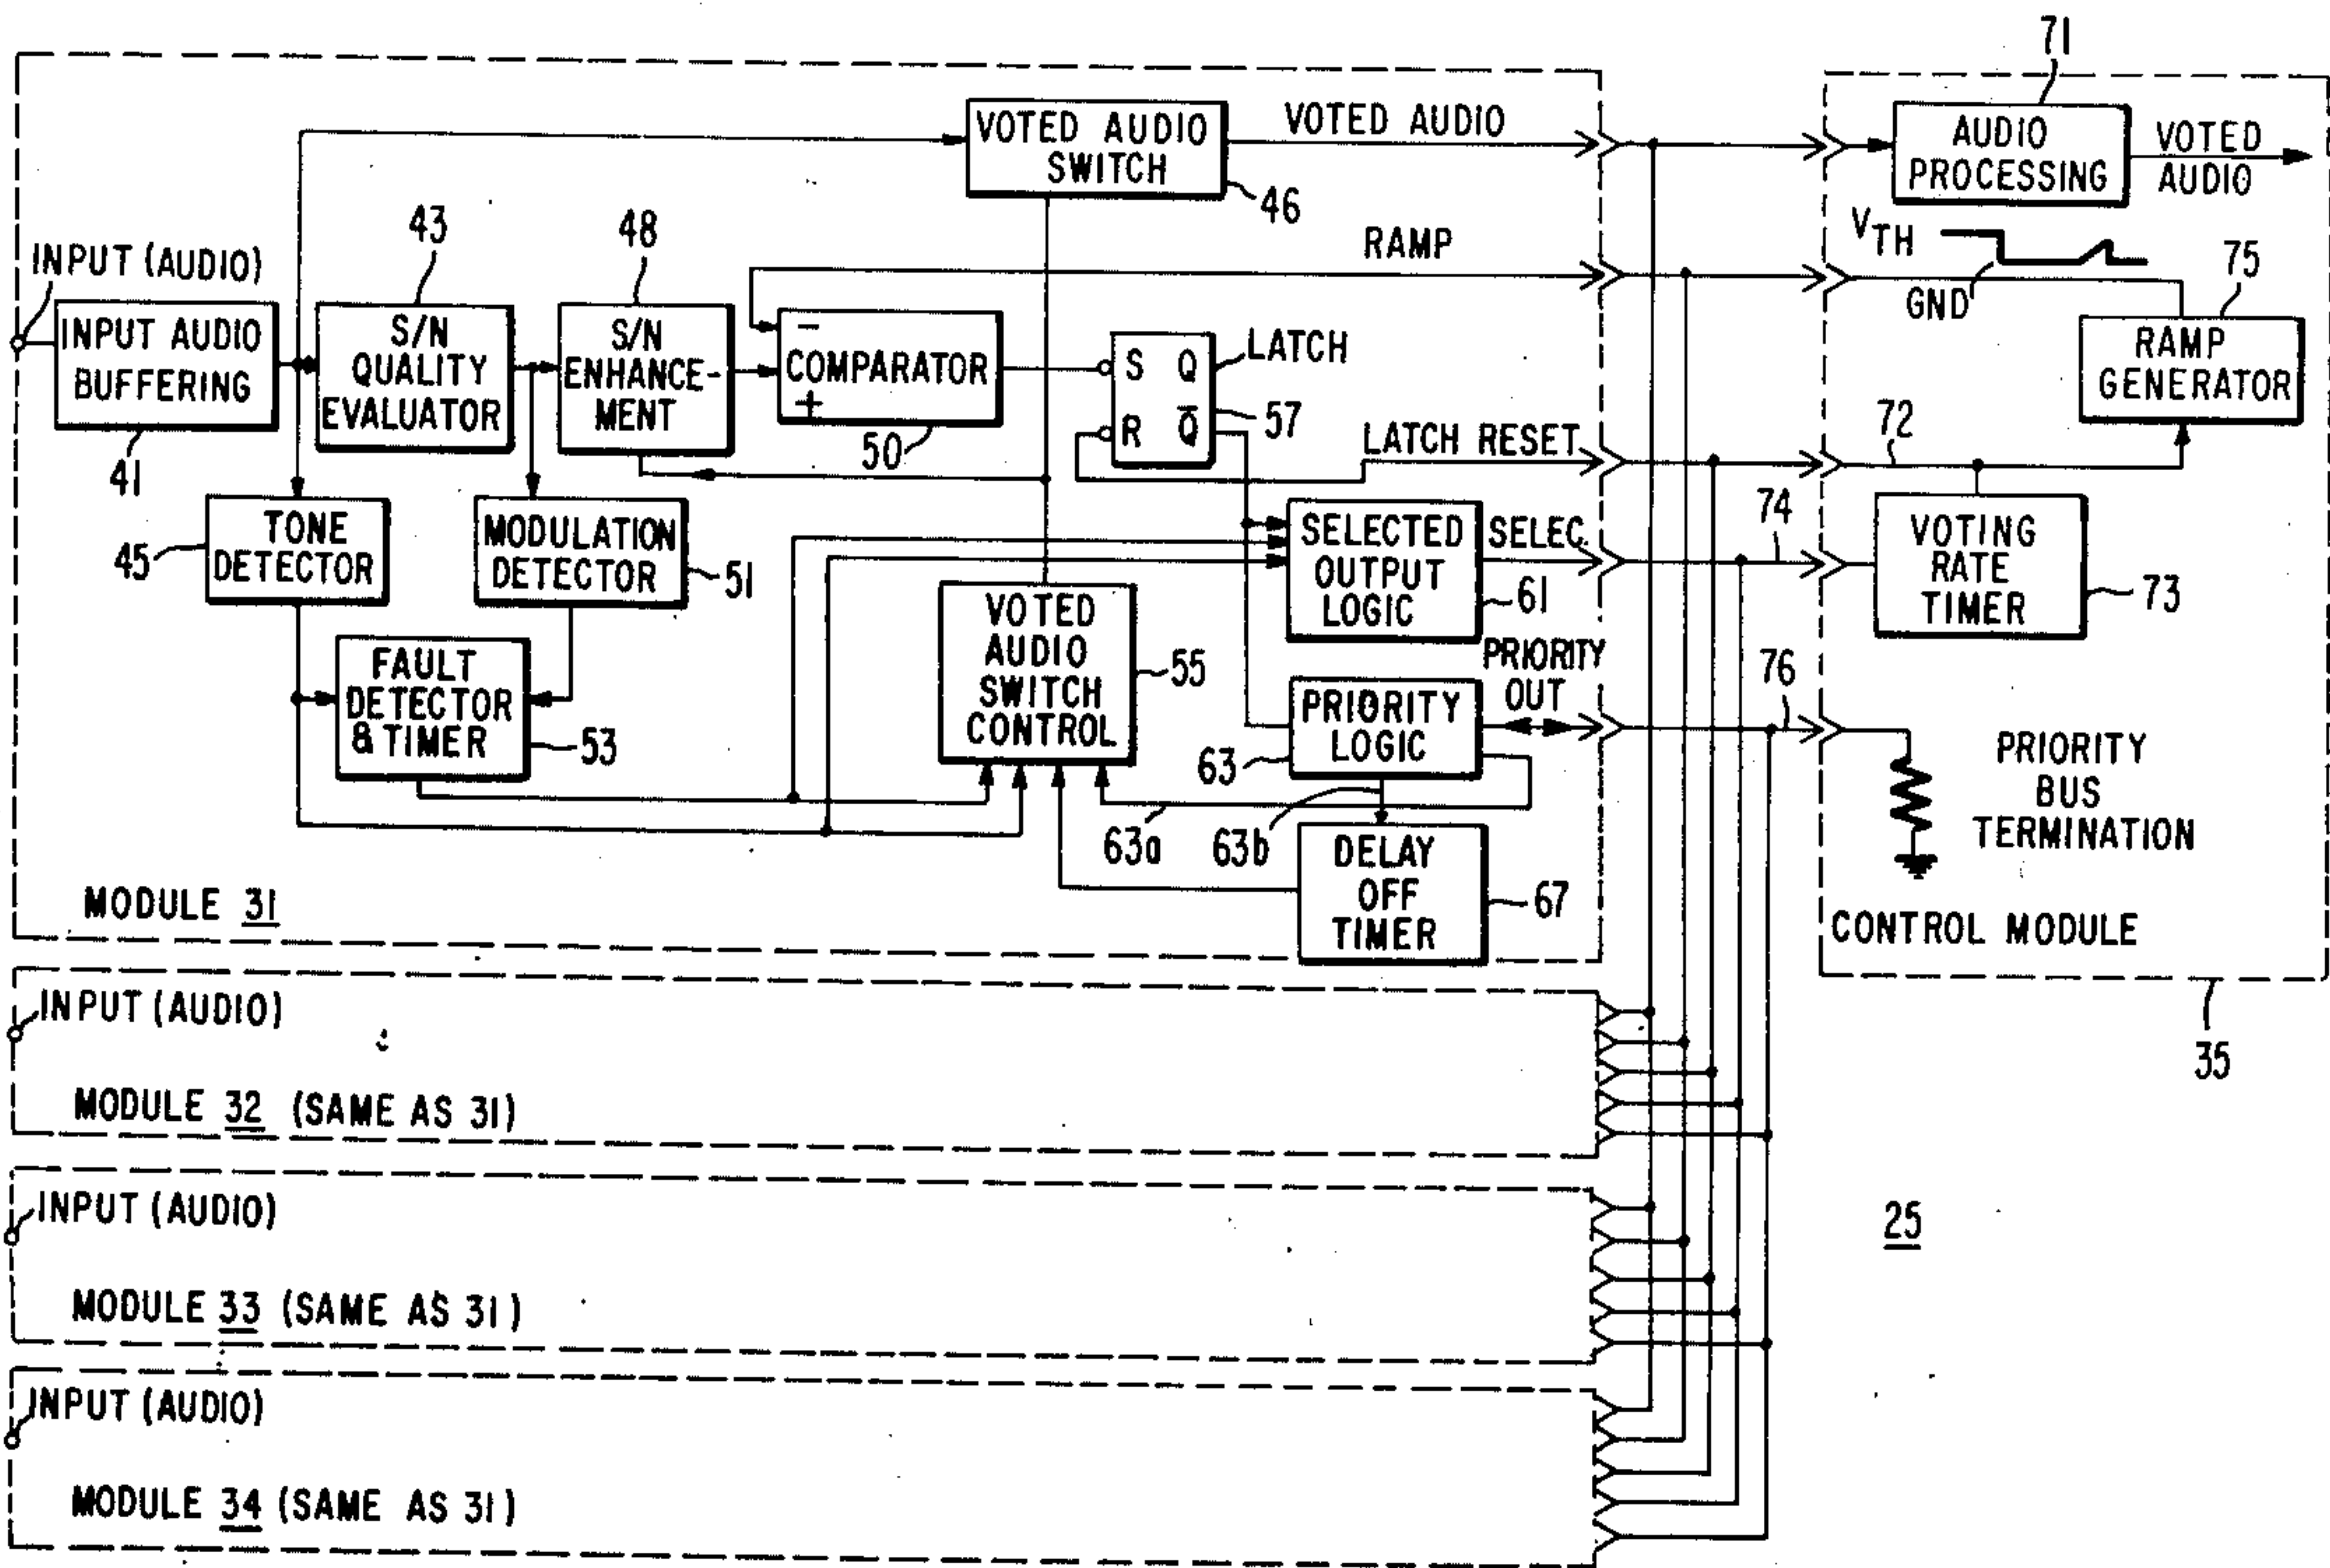 71
VOTED AUDIO
SWITCH
VOTED AUDIO
AUDIO
PROCESSING
VOTED
AUDIO
46
43
48
RAMP
VTH
75
INPUT (AUDIO)
GND
INPUT AUDIO
BUFFERING
S/N
QUALITY
EVALUATOR
S/N
ENHANCE-
MENT
−
COMPARATOR
+
S Q
R Q̅
LATCH
RAMP
GENERATOR
57
50
LATCH RESET
72
41
74
TONE
DETECTOR
45
MODULATION
DETECTOR
51
SELECTED
OUTPUT
LOGIC
SELEC.
61
VOTING
RATE
TIMER
73
VOTED
AUDIO
SWITCH
CONTROL
55
PRIORITY
OUT
76
FAULT
DETECTOR
& TIMER
53
PRIORITY
LOGIC
63
PRIORITY
BUS
TERMINATION
63a
63b
DELAY
OFF
TIMER
67
MODULE 31
CONTROL MODULE
35
INPUT (AUDIO)
MODULE 32 (SAME AS 31)
INPUT (AUDIO)
25
MODULE 33 (SAME AS 31)
INPUT (AUDIO)
MODULE 34 (SAME AS 31)